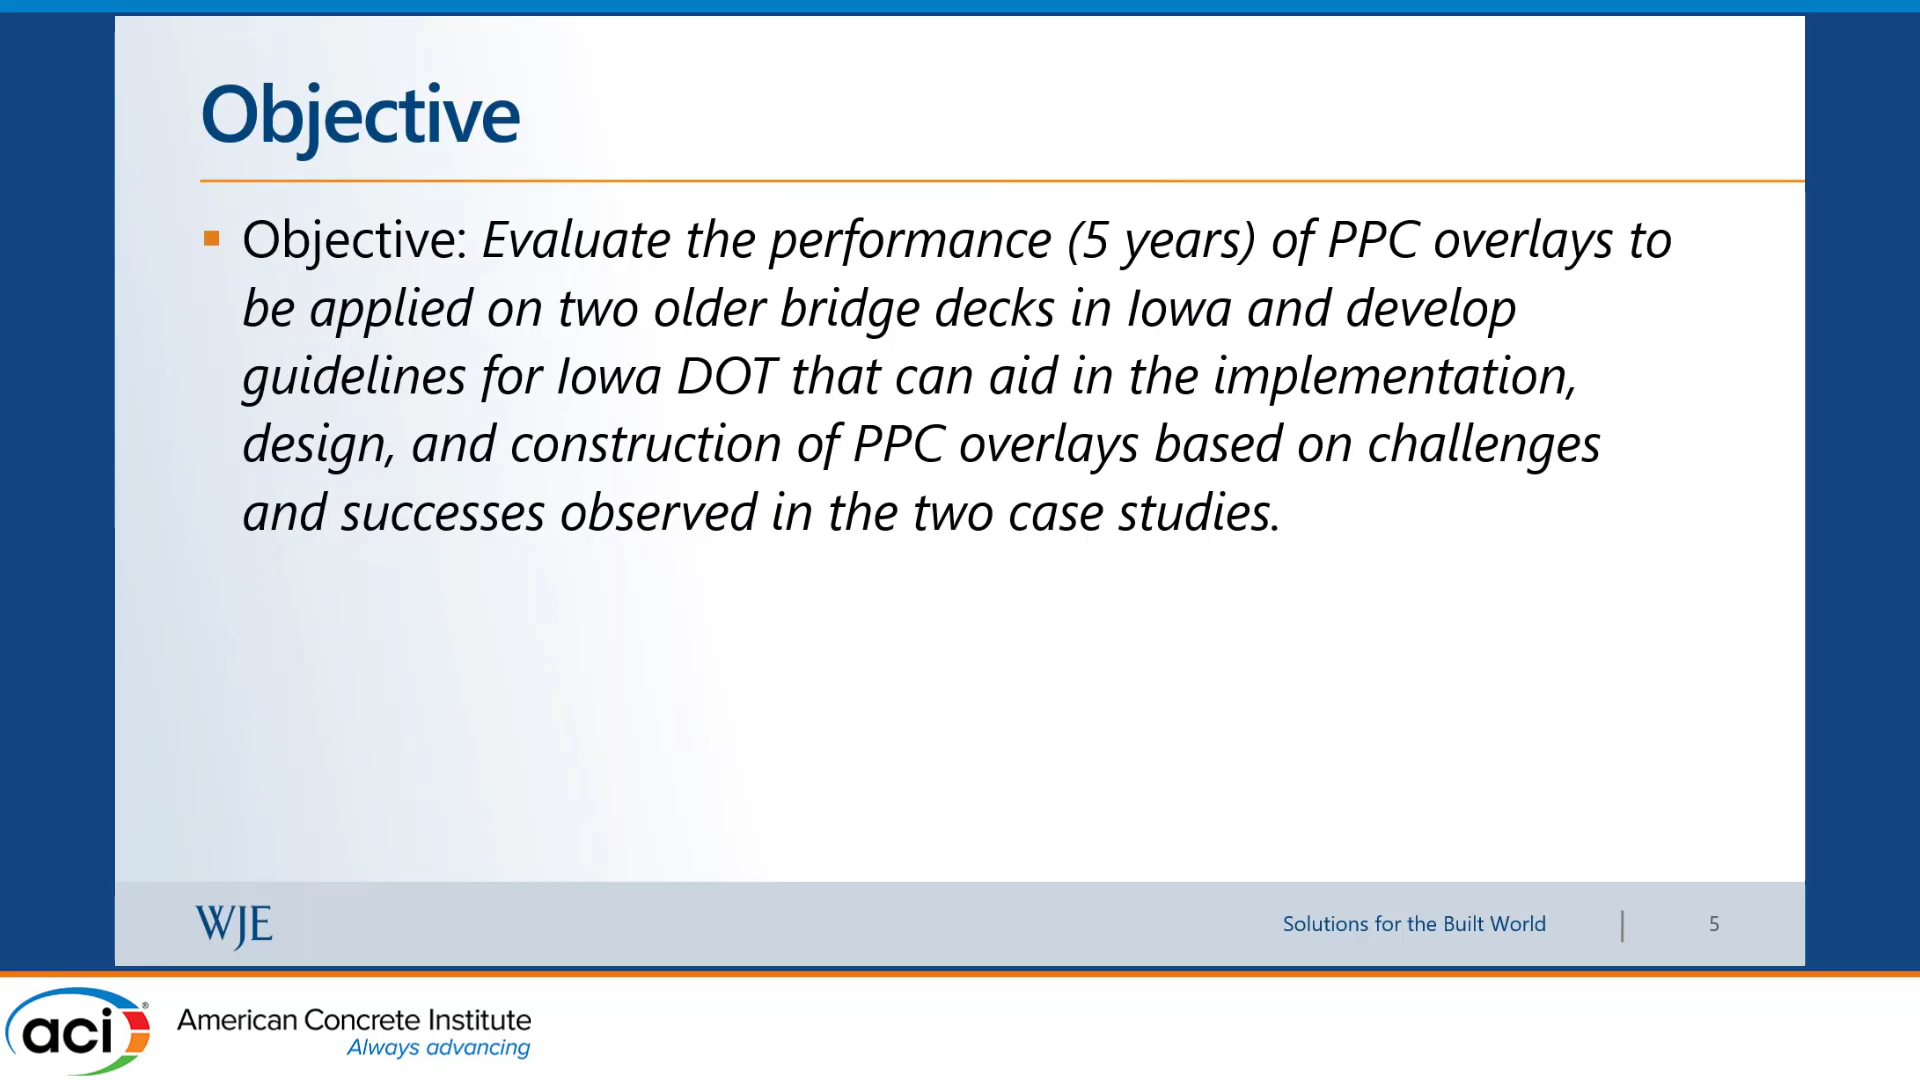 Objective
Objective: Evaluate the performance (5 years) of PPC overlays to
be applied on two older bridge decks in Iowa and develop
guidelines for Iowa DOT that can aid in the implementation,
design, and construction of PPC overlays based on challenges
and successes observed in the two case studies.
WJE
Solutions for the Built World | 5
aci®
American Concrete Institute
Always advancing